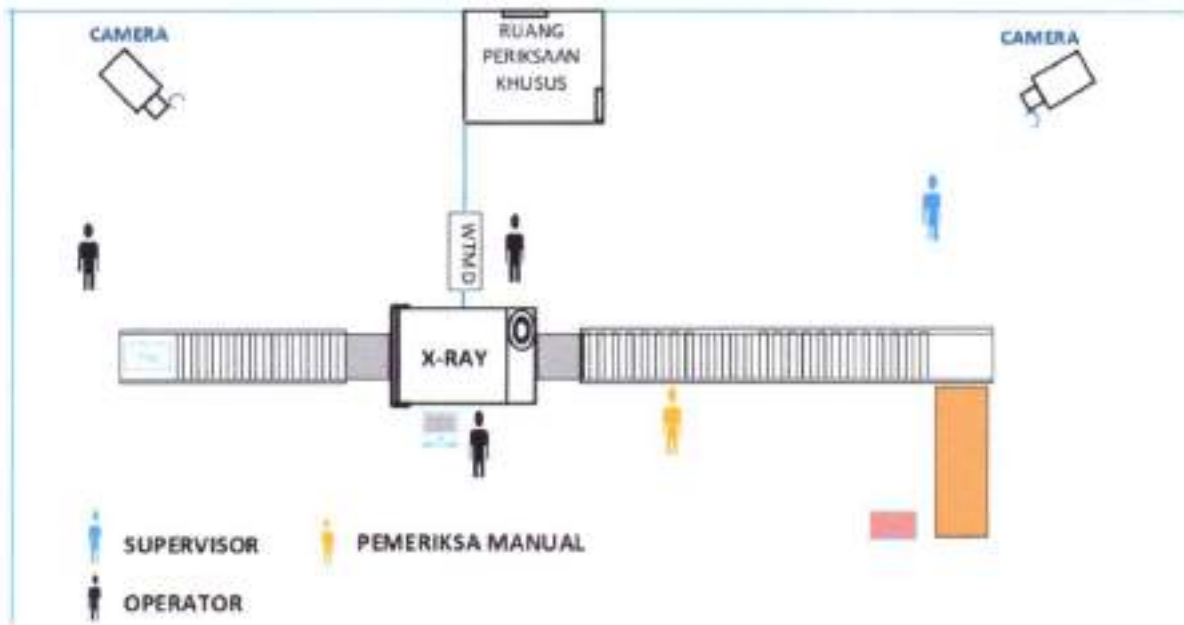 CAMERA
RUANG
PERIKSAAN
KHUSUS
CAMERA
WTMD
X-RAY
SUPERVISOR
PEMERIKSA MANUAL
OPERATOR